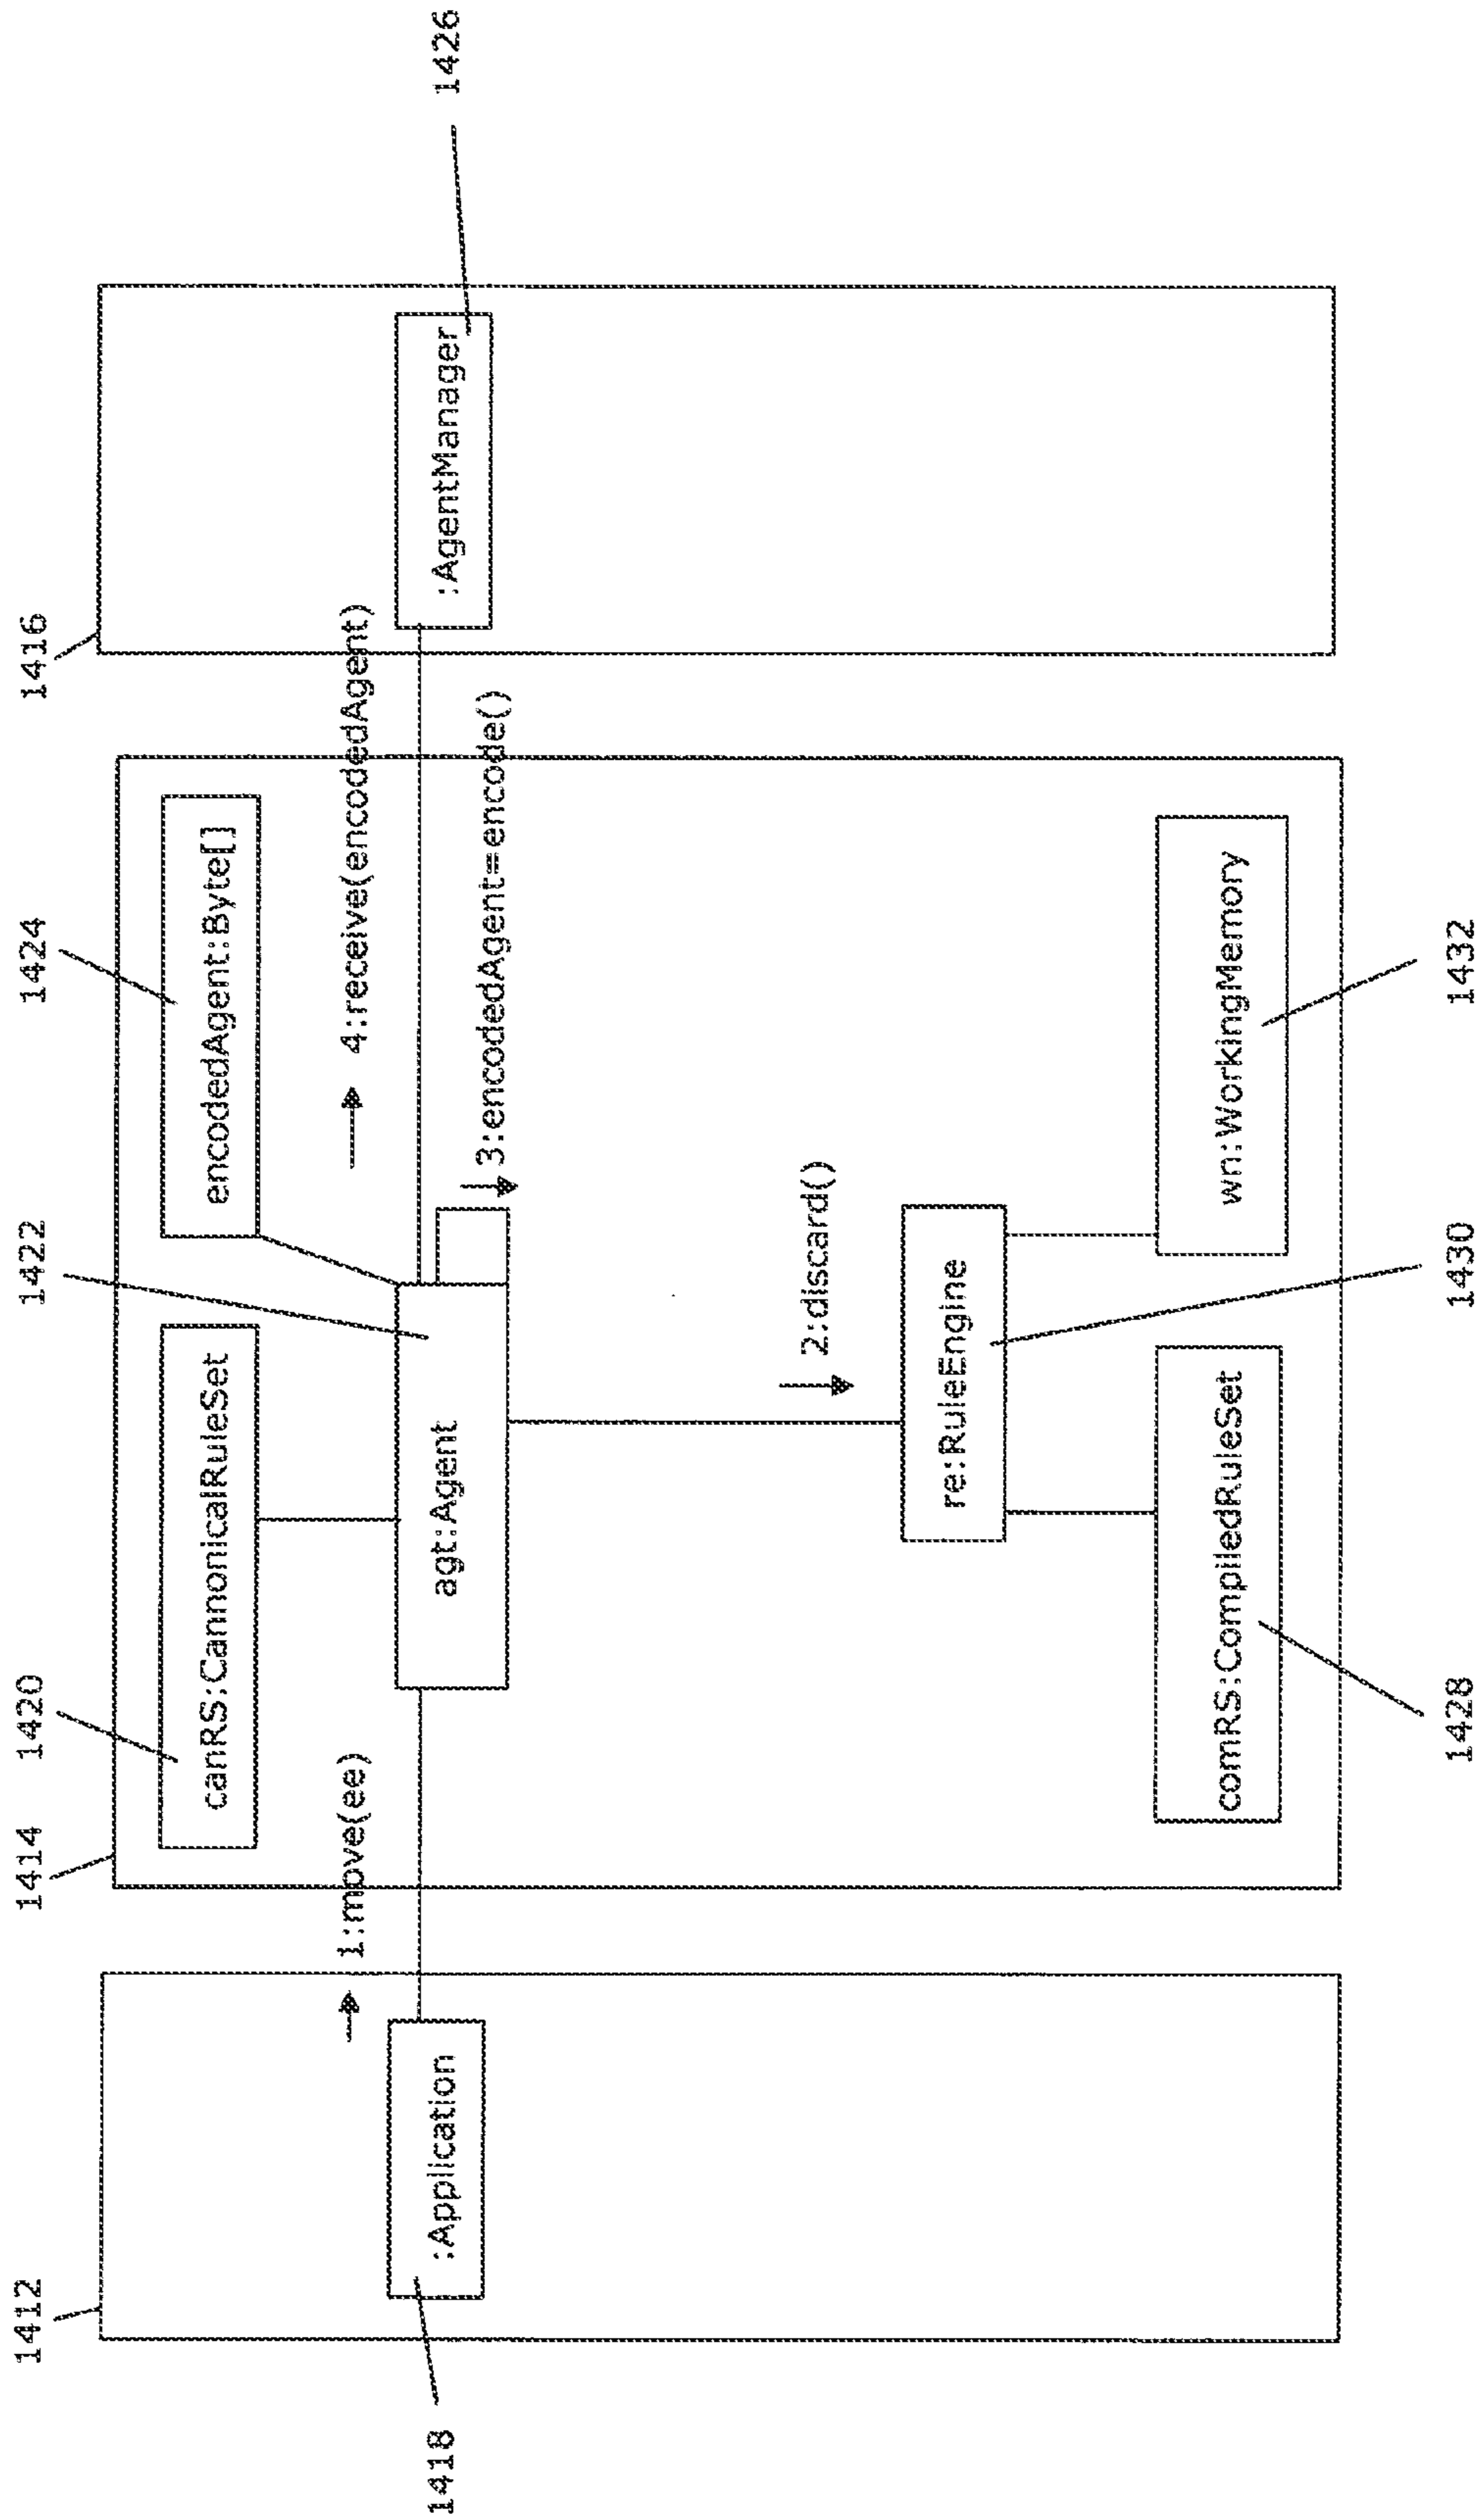 1412
1414
1420
1422
1424
1416
canRS:CannonicalRuleSet
encodedAgent:Byte[]
1:move(ee)
4:receive(encodedAgent)
1418
:Application
agt:Agent
:AgentManager
1426
3:encodedAgent=encode()
2:discard()
re:RuleEngine
comRS:CompiledRuleSet
wn:WorkingMemory
1428
1430
1432